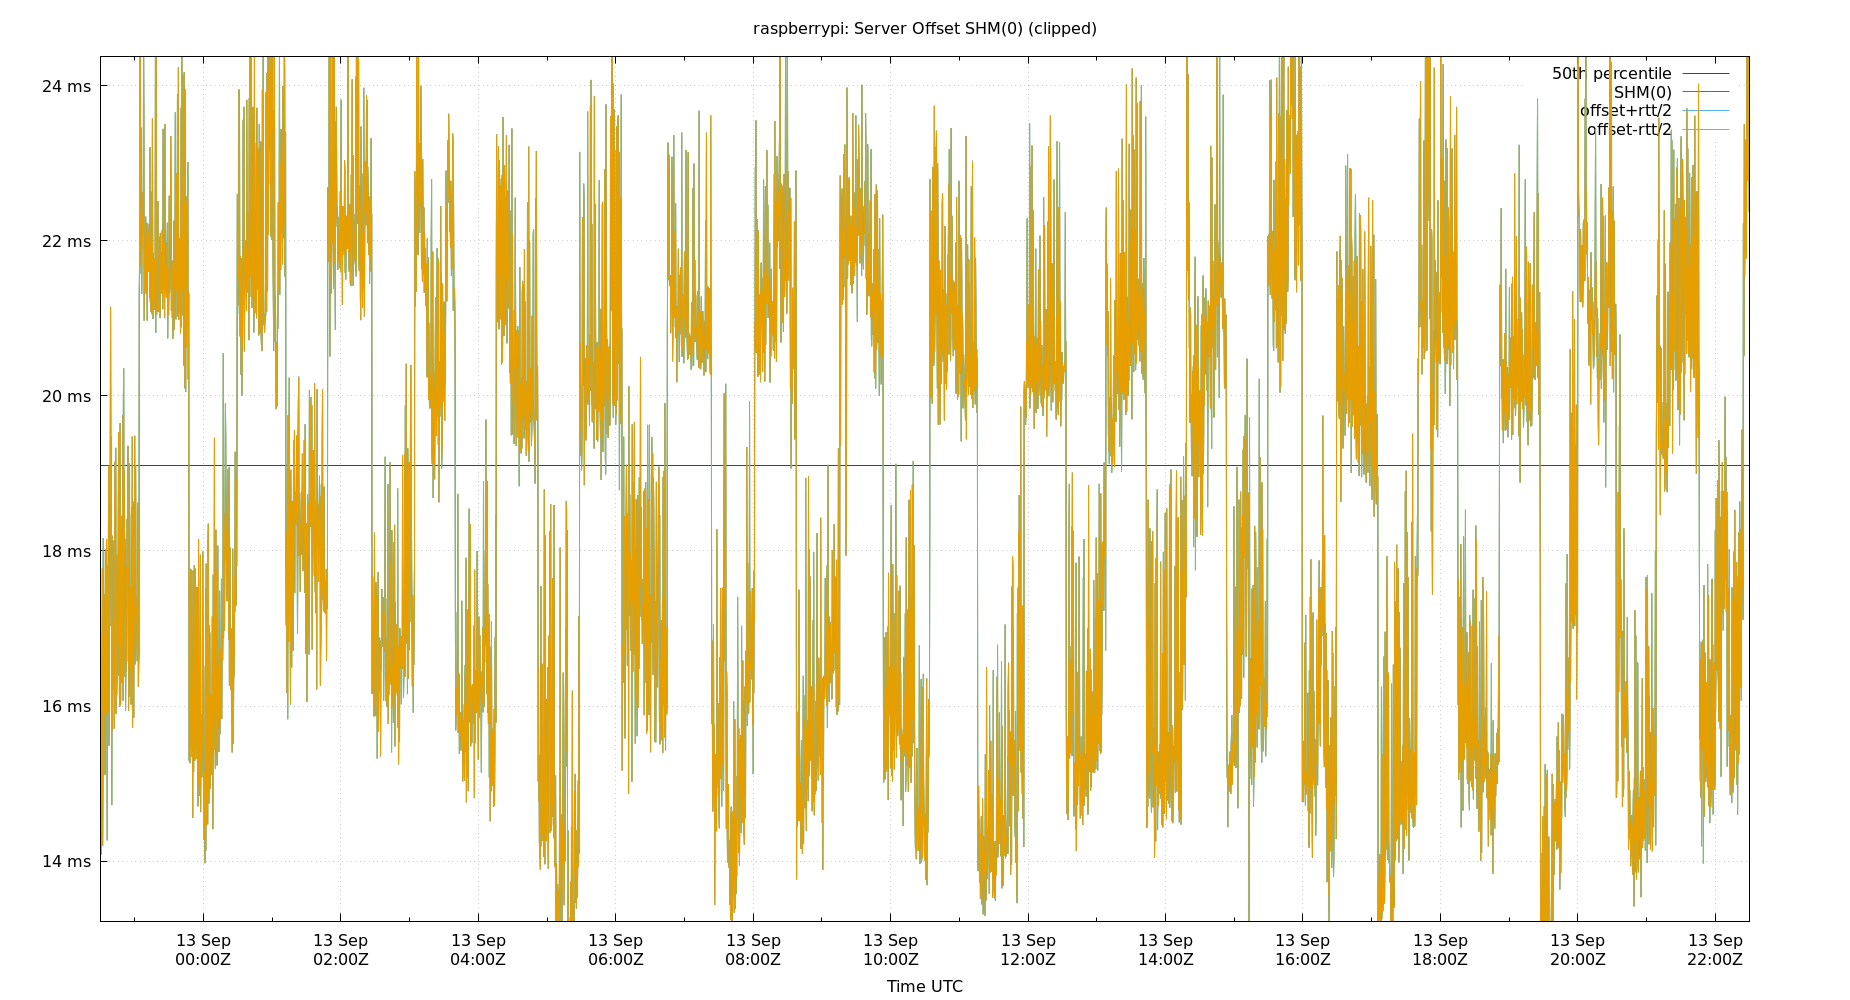 raspberrypi: Server Offset SHM(0) (clipped)
50th percentile
SHM(0)
offset+rtt/2
offset-rtt/2
24 ms
22 ms
20 ms
18 ms
16 ms
14 ms
13 Sep 13 Sep 13 Sep 13 Sep 13 Sep 13 Sep 13 Sep 13 Sep 13 Sep 13 Sep 13 Sep 13 Sep
00:00Z 02:00Z 04:00Z 06:00Z 08:00Z 10:00Z 12:00Z 14:00Z 16:00Z 18:00Z 20:00Z 22:00Z
Time UTC